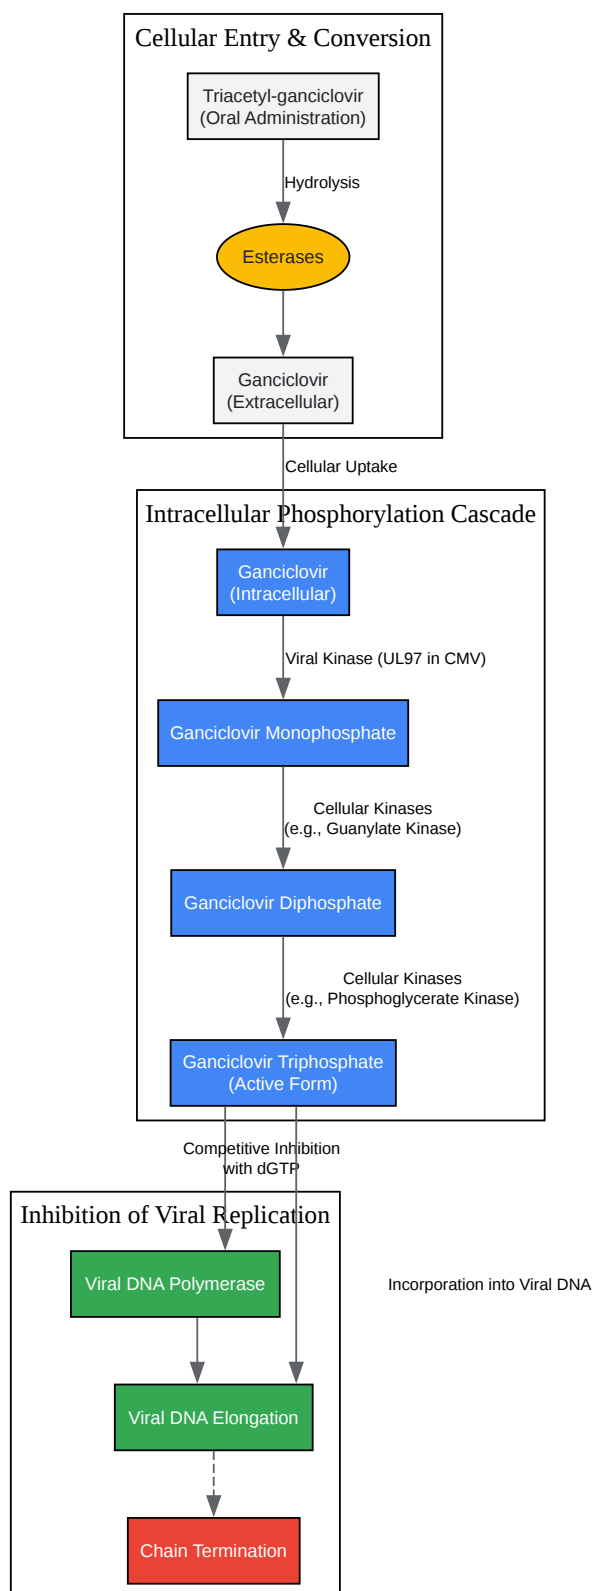 Cellular Entry & Conversion
Triacetyl-ganciclovir
(Oral Administration)
Hydrolysis
Esterases
Ganciclovir
(Extracellular)
Cellular Uptake
Intracellular Phosphorylation Cascade
Ganciclovir
(Intracellular)
Viral Kinase (UL97 in CMV)
Ganciclovir Monophosphate
Cellular Kinases
(e.g., Guanylate Kinase)
Ganciclovir Diphosphate
Cellular Kinases
(e.g., Phosphoglycerate Kinase)
Ganciclovir Triphosphate
(Active Form)
Competitive Inhibition
with dGTP
Inhibition of Viral Replication
Viral DNA Polymerase
Incorporation into Viral DNA
Viral DNA Elongation
Chain Termination